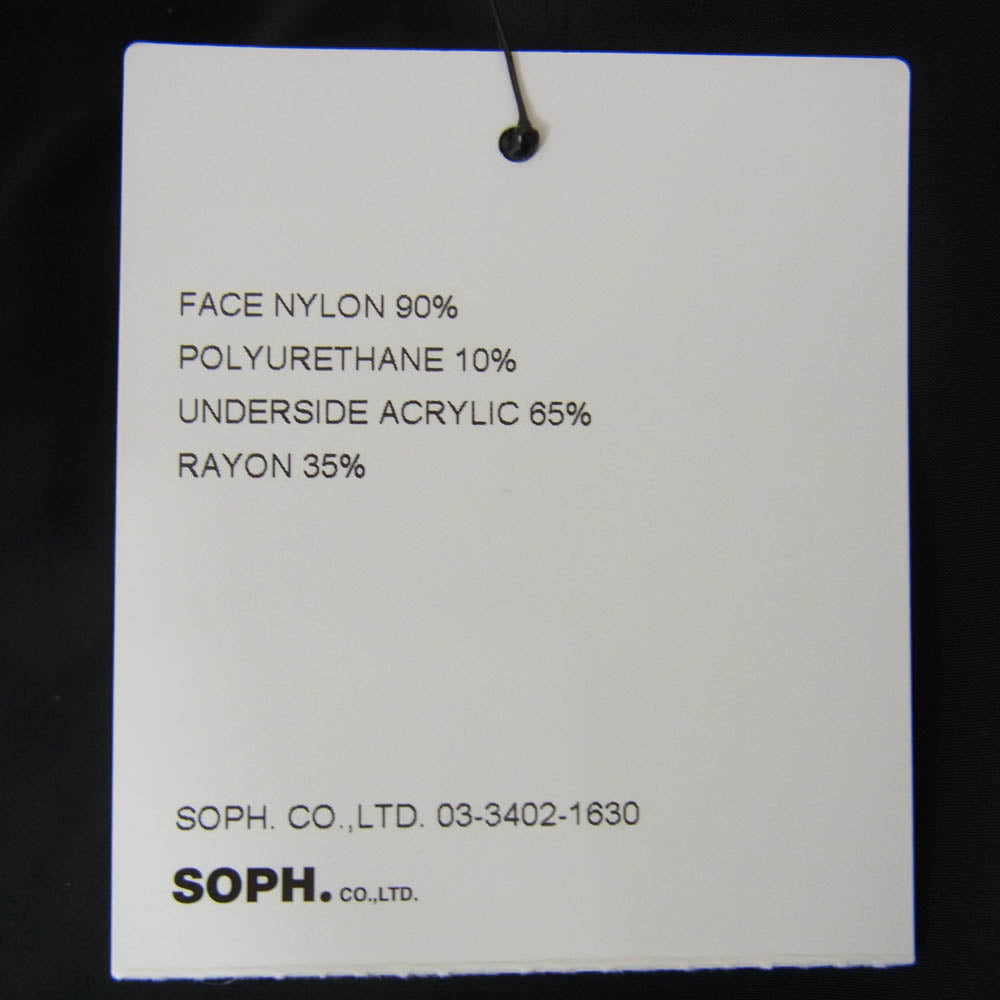 FACE NYLON 90%
POLYURETHANE 10%
UNDERSIDE ACRYLIC 65%
RAYON 35%
SOPH. CO.,LTD. 03-3402-1630
SOPH. CO.,LTD.